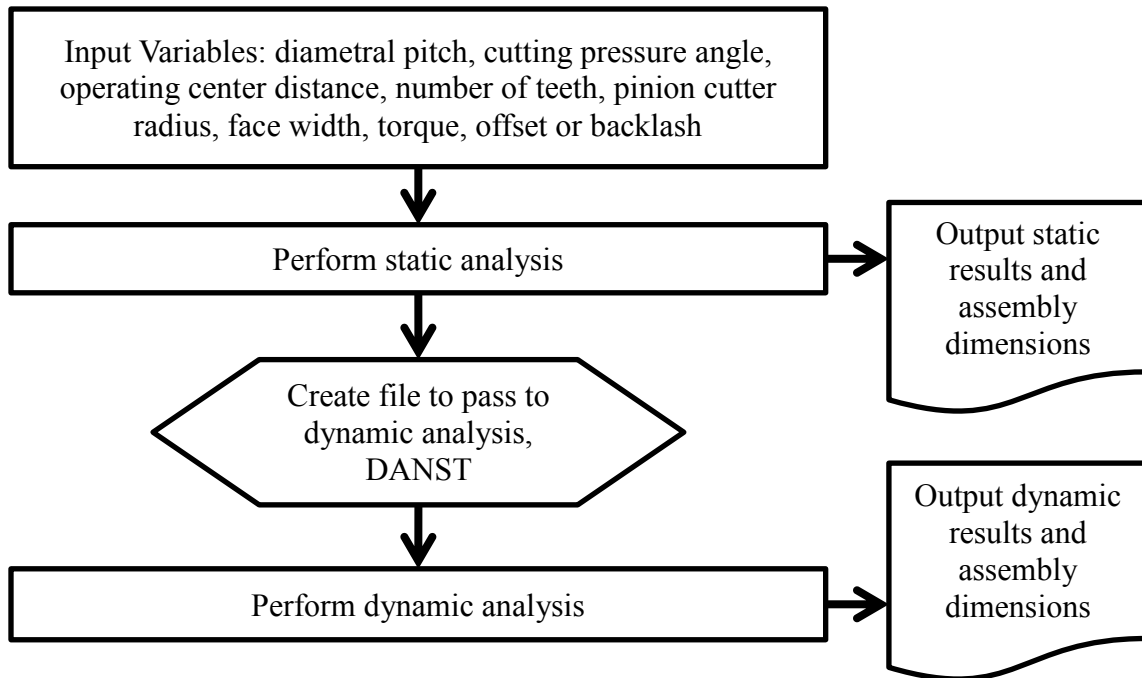 Input Variables: diametral pitch, cutting pressure angle,
operating center distance, number of teeth, pinion cutter
radius, face width, torque, offset or backlash
Perform static analysis
Output static
results and
assembly
dimensions
Create file to pass to
dynamic analysis,
DANST
Perform dynamic analysis
Output dynamic
results and
assembly
dimensions